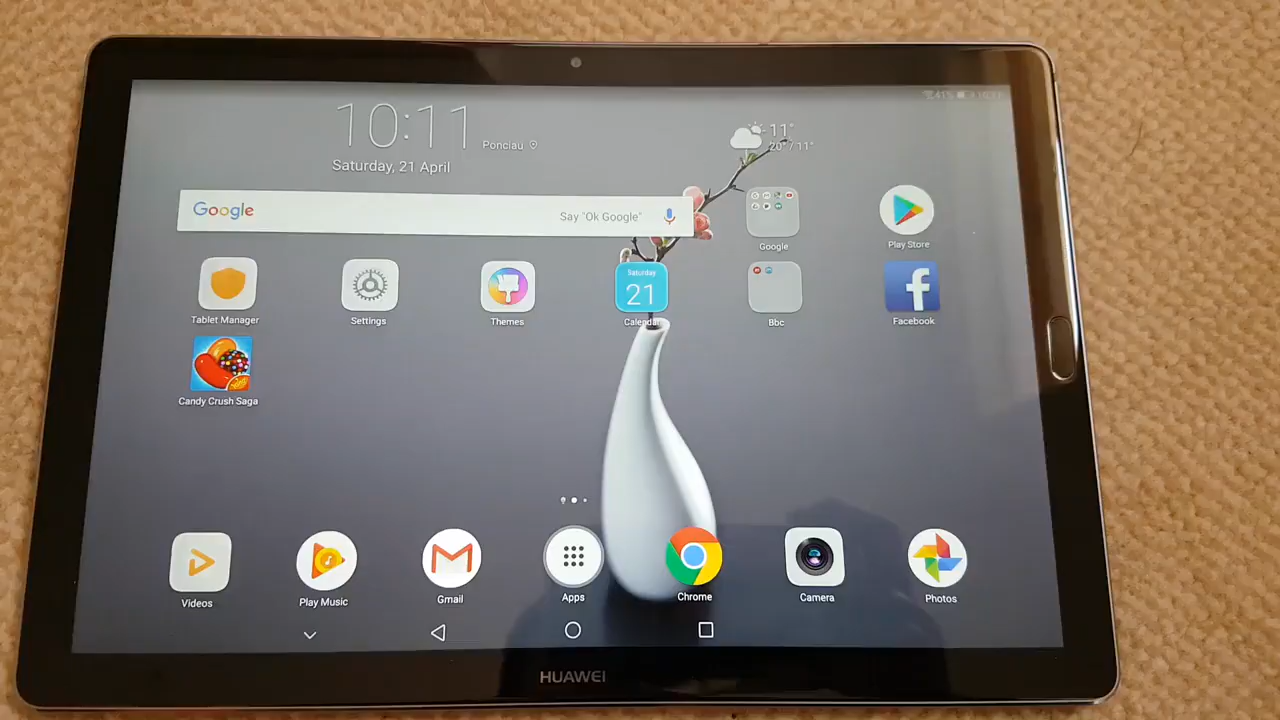 41%
10:11
Ponciau
Saturday, 21 April
11°
20° / 11°
Google
Say "Ok Google"
Google
Play Store
Saturday
21
Tablet Manager
Settings
Themes
Calendar
Bbc
Facebook
Candy Crush Saga
Videos
Play Music
Gmail
Apps
Chrome
Camera
Photos
HUAWEI